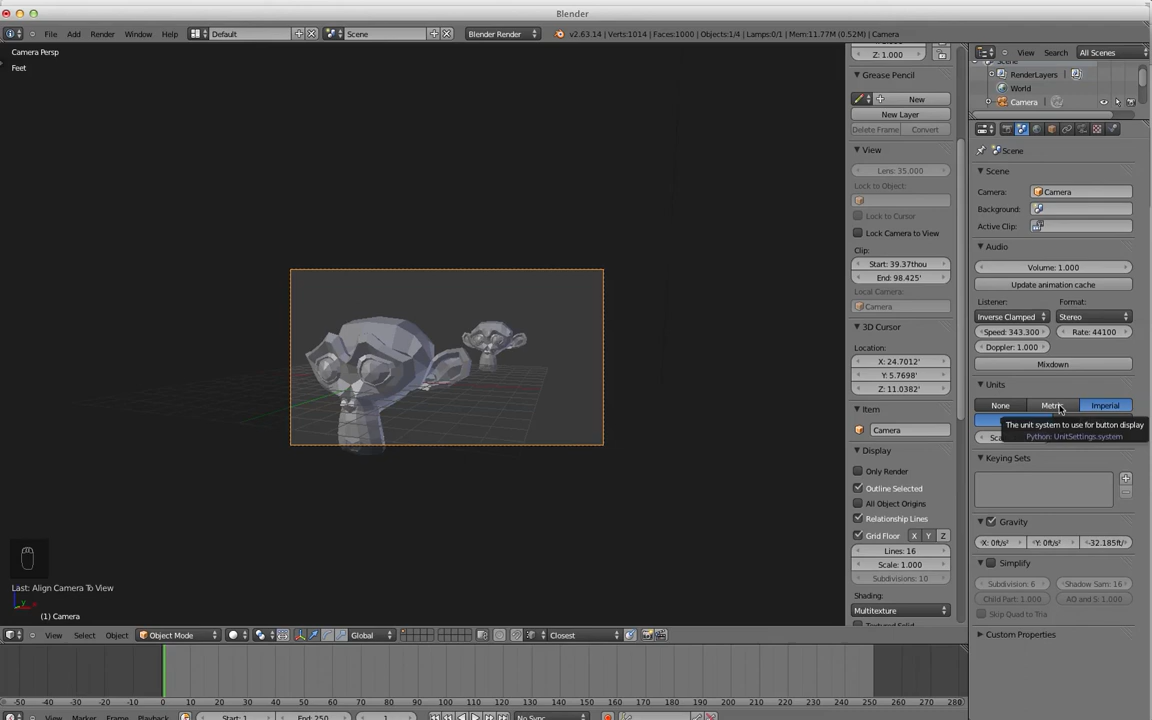 Blender
File Add Render Window Help Default Scene Blender Render v2.63.14 | Verts:1014 | Faces:1000 | Objects:1/4 | Lamps:0/1 | Mem:11.77M (0.52M) | Camera
Camera Persp
Feet
Z: 1.000
Grease Pencil
New
New Layer
Delete Frame Convert
View
Lens: 35.000
Lock to Object:
Lock to Cursor
Lock Camera to View
Clip:
Start: 39.37thou
End: 98.425'
Local Camera:
Camera
3D Cursor
Location:
X: 24.7012'
Y: 5.7698'
Z: 11.0382'
Item
Camera
Display
Only Render
Outline Selected
All Object Origins
Relationship Lines
Grid Floor X Y Z
Lines: 16
Scale: 1.000
Subdivisions: 10
Shading:
Multitexture
Textured Solid
View Search All Scenes
Scene
RenderLayers
World
Camera
Scene
Scene
Camera: Camera
Background:
Active Clip:
Audio
Volume: 1.000
Update animation cache
Listener: Format:
Inverse Clamped Stereo
Speed: 343.300 Rate: 44100
Doppler: 1.000
Mixdown
Units
None Metric Imperial
The unit system to use for button display
Python: UnitSettings.system
Keying Sets
Gravity
X: 0ft/s² Y: 0ft/s² -32.185ft/s²
Simplify
Subdivision: 6 Shadow Sam: 16
Child Part: 1.000 AO and S: 1.000
Skip Quad to Tria
Custom Properties
Last: Align Camera To View
(1) Camera
View Select Object Object Mode Global Closest
-50 -40 -30 -20 -10 0 10 20 30 40 50 60 70 80 90 100 110 120 130 140 150 160 170 180 190 200 210 220 230 240 250 260 270 280
View Marker Frame Playback Start: 1 End: 250 1 No Sync